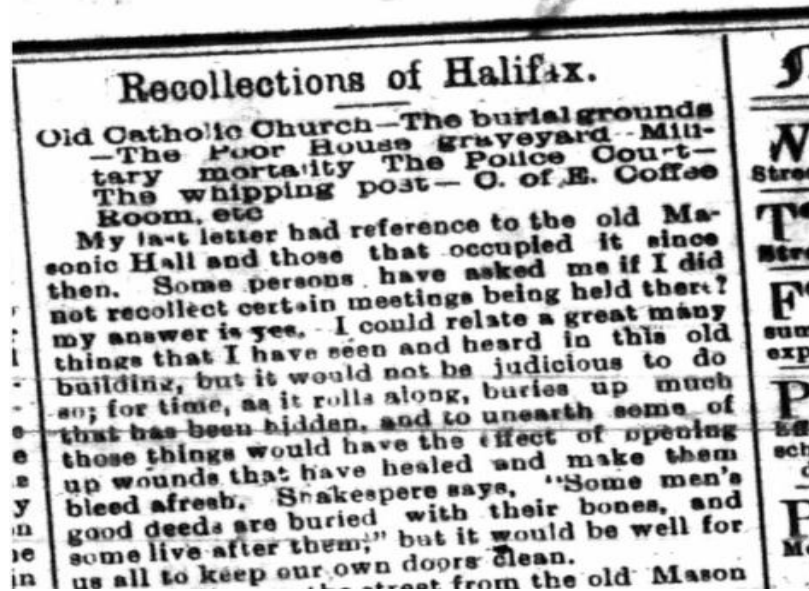 Recollections of Halifax.
Old Catholic Church—The burial grounds
—The Poor House graveyard--Mili-
tary mortality The Police Court—
The whipping post—C. of E. Coffee
Room, etc
My last letter had reference to the old Ma-
sonic Hall and those that occupied it since
then. Some persons have asked me if I did
not recollect certain meetings being held there?
my answer is yes. I could relate a great many
things that I have seen and heard in this old
building, but it would not be judicious to do
so; for time, as it rolls along, buries up much
that has been hidden, and to unearth some of
those things would have the effect of opening
up wounds that have healed and make them
bleed afresh. Shakespere says, "Some men's
good deeds are buried with their bones, and
some live after them;" but it would be well for
us all to keep our own doors clean.
street from the old Mason